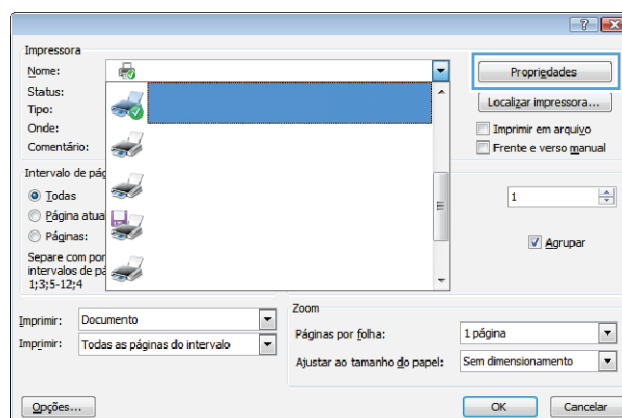 Impressora
Nome:
Propriedades
Status:
Localizar impressora...
Tipo:
Onde:
Imprimir em arquivo
Comentário:
Frente e verso manual
Intervalo de pág
Todas
1
Página atua
Páginas:
Agrupar
Separe com por
intervalos de pá
1;3;5-12;4
Zoom
Imprimir: Documento
Páginas por folha: 1 página
Imprimir: Todas as páginas do intervalo
Ajustar ao tamanho do papel: Sem dimensionamento
Opções...
OK
Cancelar